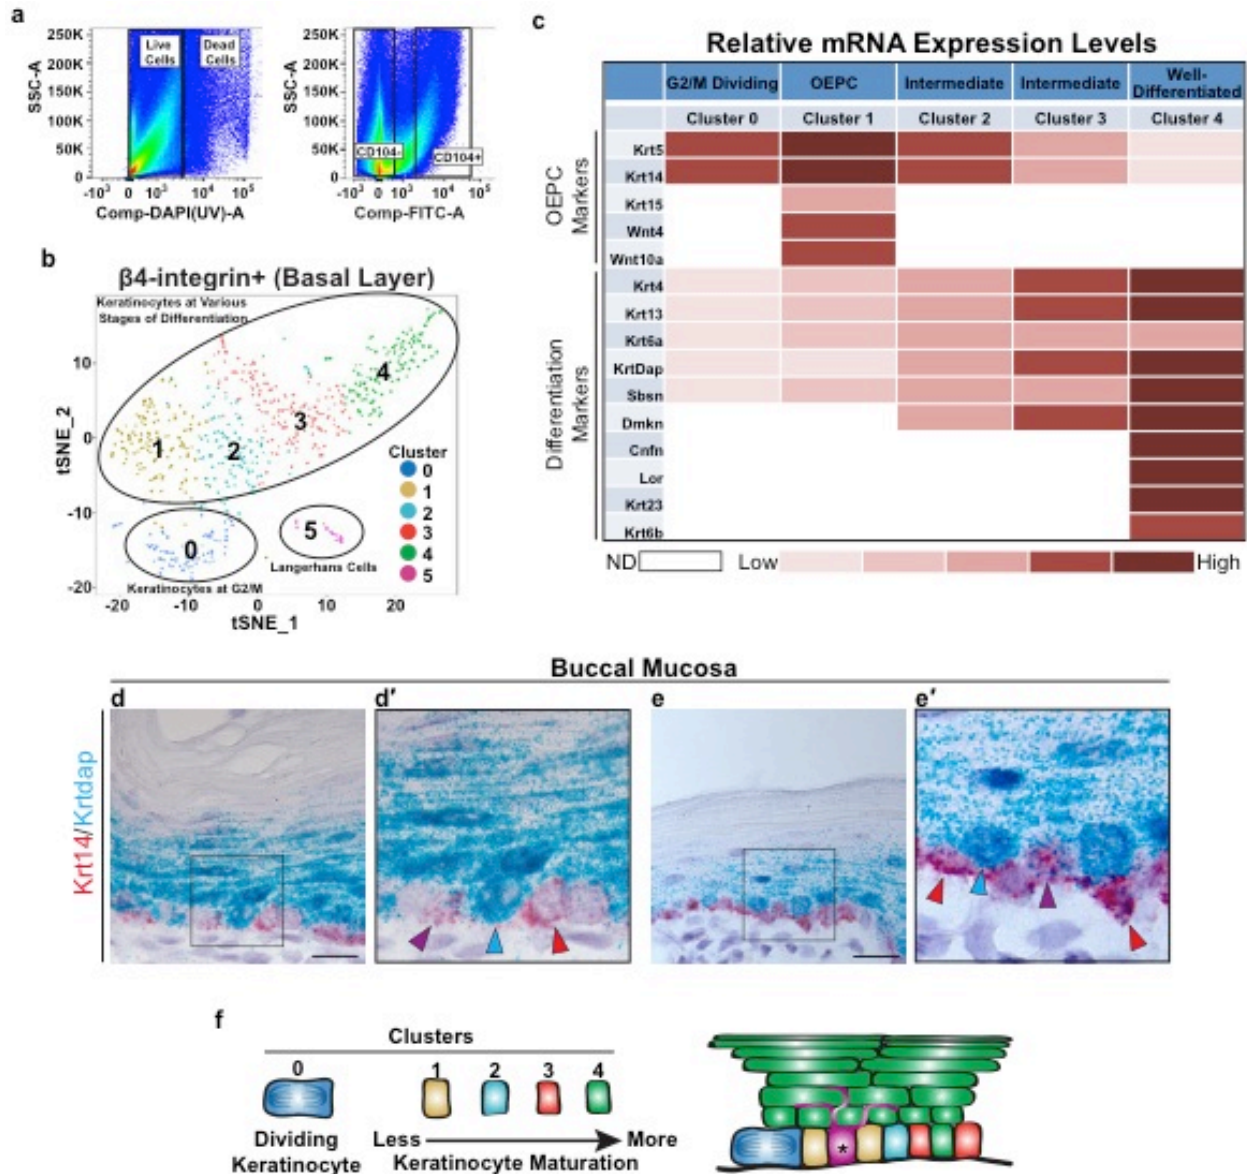 a
250K
200K
150K
100K
50K
0
SSC-A
Live Cells
Dead Cells
-10³ 0 10³ 10⁴ 10⁵
Comp-DAPI(UV)-A
250K
200K
150K
100K
50K
0
SSC-A
CD104-
CD104+
-10³ 0 10³ 10⁴ 10⁵
Comp-FITC-A
b
β4-integrin+ (Basal Layer)
Keratinocytes at Various
Stages of Differentiation
10
0
-10
-20
tSNE_2
1
2
3
4
0
5
Keratinocytes at G2/M
Langerhans Cells
Cluster
0
1
2
3
4
5
-20 -10 0 10 20
tSNE_1
c
Relative mRNA Expression Levels
G2/M Dividing OEPC Intermediate Intermediate Well-Differentiated
Cluster 0 Cluster 1 Cluster 2 Cluster 3 Cluster 4
OEPC
Markers
Krt5
Krt14
Krt15
Wnt4
Wnt10a
Differentiation
Markers
Krt4
Krt13
Krt6a
KrtDap
Sbsn
Dmkn
Cnfn
Lor
Krt23
Krt6b
ND Low High
Buccal Mucosa
d d′ e e′
Krt14/Krtdap
f
Clusters
0 1 2 3 4
Dividing
Keratinocyte
Less More
Keratinocyte Maturation
*